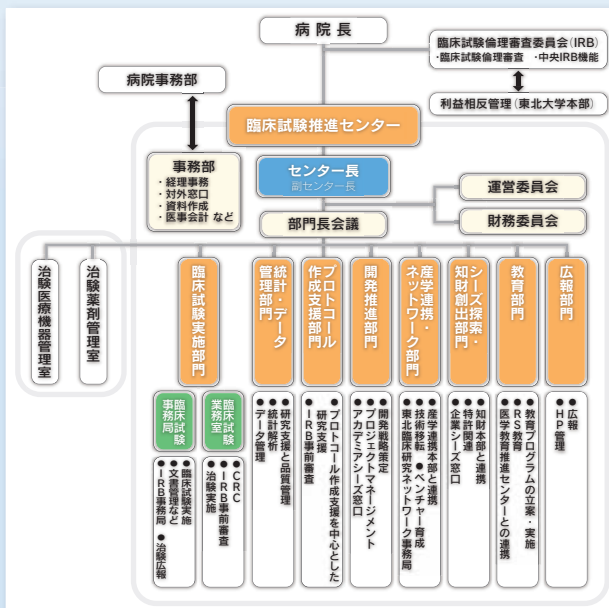 病院長
臨床試験倫理審査委員会(IRB)
・臨床試験倫理審査 ・中央IRB機能
病院事務部
利益相反管理(東北大学本部)
臨床試験推進センター
事務部
・経理事務
・対外窓口
・資料作成
・医事会計 など
センター長
副センター長
運営委員会
部門長会議
財務委員会
治験医療機器管理室
治験薬剤管理室
臨床試験実施部門
統計・データ
管理部門
プロトコール
作成支援部門
開発推進部門
産学連携・
ネットワーク部門
シーズ探索・
知財創出部門
教育部門
広報部門
臨床試験
事務局
臨床試験
業務室
●臨床試験実施
●文書管理など
●IRB事務局 ●治験広報
●CRC
●IRB事前審査
●治験実施
●研究支援と品質管理
●統計解析
●データ管理
●プロトコール作成支援を中心とした
研究支援
●IRB事前審査
●開発戦略策定
●プロジェクトマネージメント
●アカデミアシーズ窓口
●産学連携本部と連携
●技術移転 ●ベンチャー育成
●東北臨床研究ネットワーク事務局
●知財本部と連携
●特許関連
●企業シーズ窓口
●教育プログラムの立案・実施
●RS教育
●医学教育推進センターとの連携
●広報
●HP管理